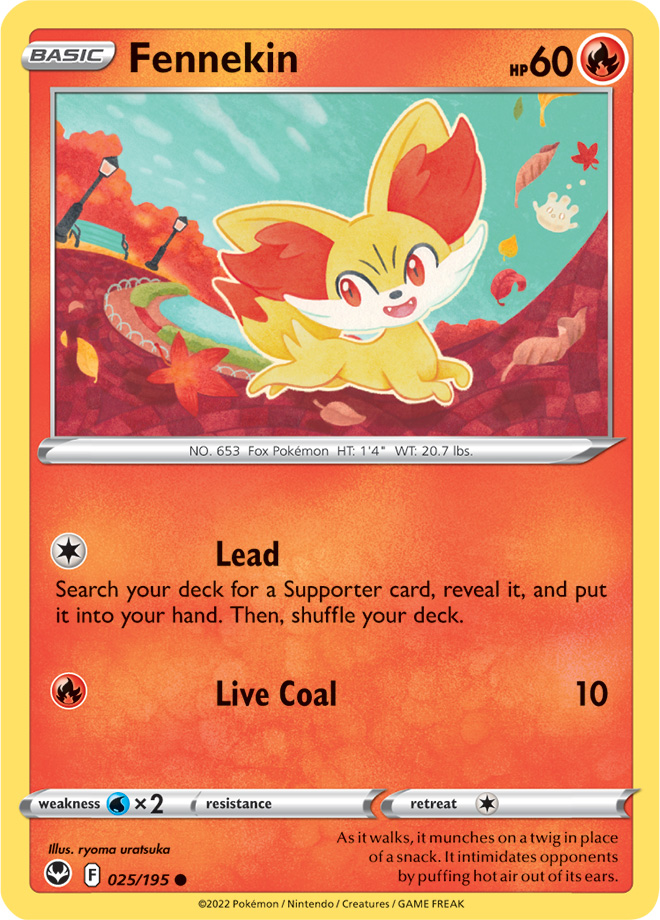 BASIC Fennekin HP60
NO. 653 Fox Pokémon HT: 1'4" WT: 20.7 lbs.
Lead
Search your deck for a Supporter card, reveal it, and put
it into your hand. Then, shuffle your deck.
Live Coal 10
weakness ×2 resistance retreat
Illus. ryoma uratsuka
F 025/195
As it walks, it munches on a twig in place
of a snack. It intimidates opponents
by puffing hot air out of its ears.
©2022 Pokémon / Nintendo / Creatures / GAME FREAK